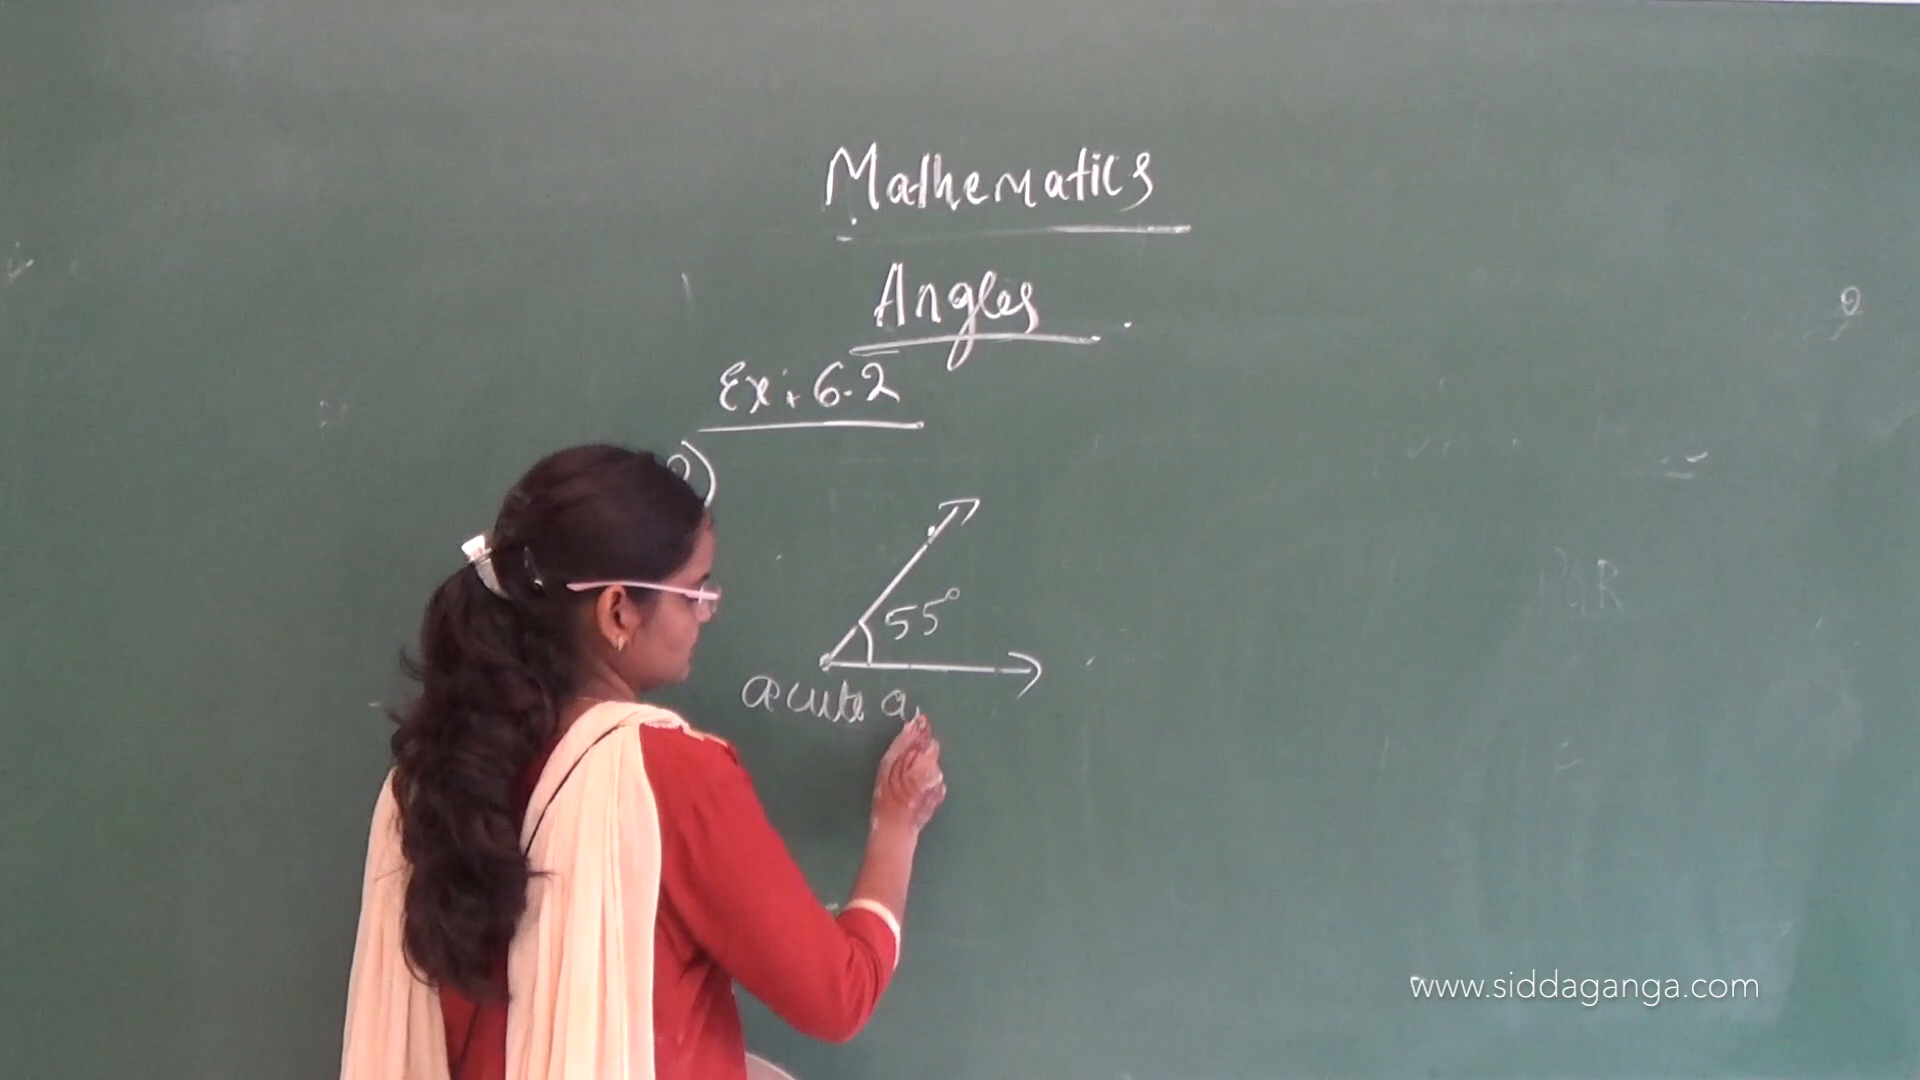 Mathematics
Angles
Ex: 6.2
55°
acute a
www.siddaganga.com